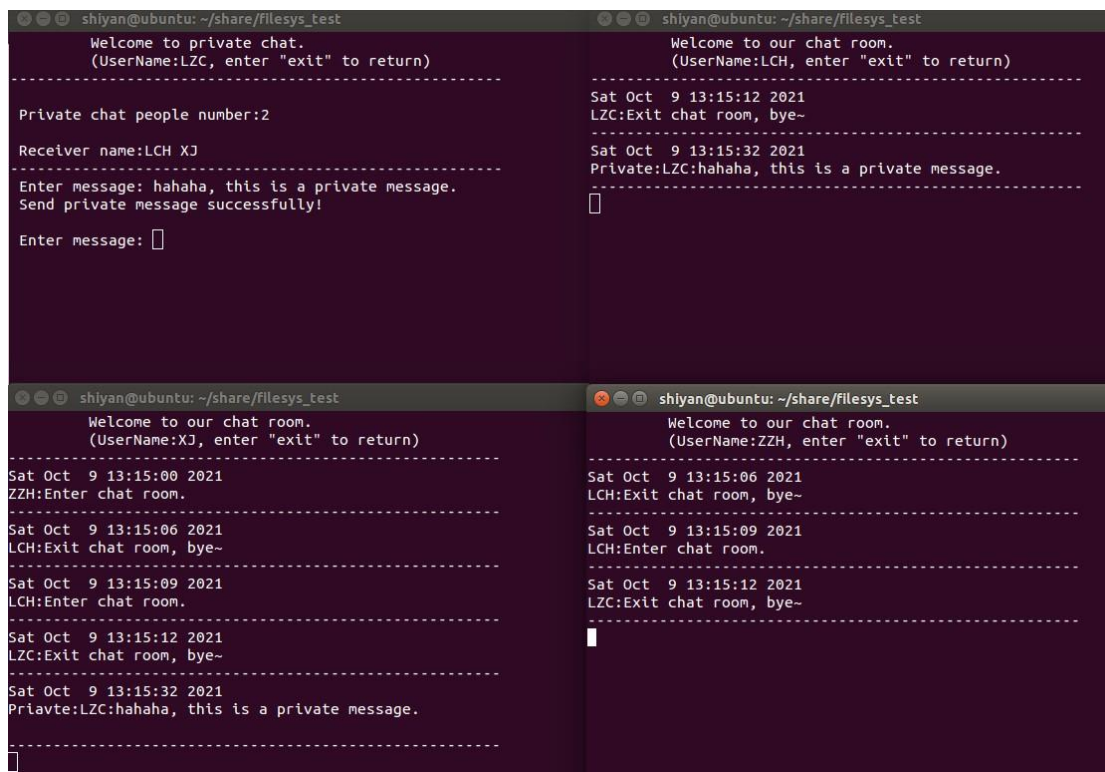 shiyan@ubuntu: ~/share/filesys_test
Welcome to private chat.
(UserName:LZC, enter "exit" to return)
-------------------------------------------------------
Private chat people number:2
Receiver name:LCH XJ
-------------------------------------------------------
Enter message: hahaha, this is a private message.
Send private message successfully!
Enter message:
shiyan@ubuntu: ~/share/filesys_test
Welcome to our chat room.
(UserName:LCH, enter "exit" to return)
-------------------------------------------------------
Sat Oct  9 13:15:12 2021
LZC:Exit chat room, bye~
-------------------------------------------------------
Sat Oct  9 13:15:32 2021
Private:LZC:hahaha, this is a private message.
-------------------------------------------------------
shiyan@ubuntu: ~/share/filesys_test
Welcome to our chat room.
(UserName:XJ, enter "exit" to return)
-------------------------------------------------------
Sat Oct  9 13:15:00 2021
ZZH:Enter chat room.
-------------------------------------------------------
Sat Oct  9 13:15:06 2021
LCH:Exit chat room, bye~
-------------------------------------------------------
Sat Oct  9 13:15:09 2021
LCH:Enter chat room.
-------------------------------------------------------
Sat Oct  9 13:15:12 2021
LZC:Exit chat room, bye~
-------------------------------------------------------
Sat Oct  9 13:15:32 2021
Priavte:LZC:hahaha, this is a private message.
-------------------------------------------------------
shiyan@ubuntu: ~/share/filesys_test
Welcome to our chat room.
(UserName:ZZH, enter "exit" to return)
-------------------------------------------------------
Sat Oct  9 13:15:06 2021
LCH:Exit chat room, bye~
-------------------------------------------------------
Sat Oct  9 13:15:09 2021
LCH:Enter chat room.
-------------------------------------------------------
Sat Oct  9 13:15:12 2021
LZC:Exit chat room, bye~
-------------------------------------------------------